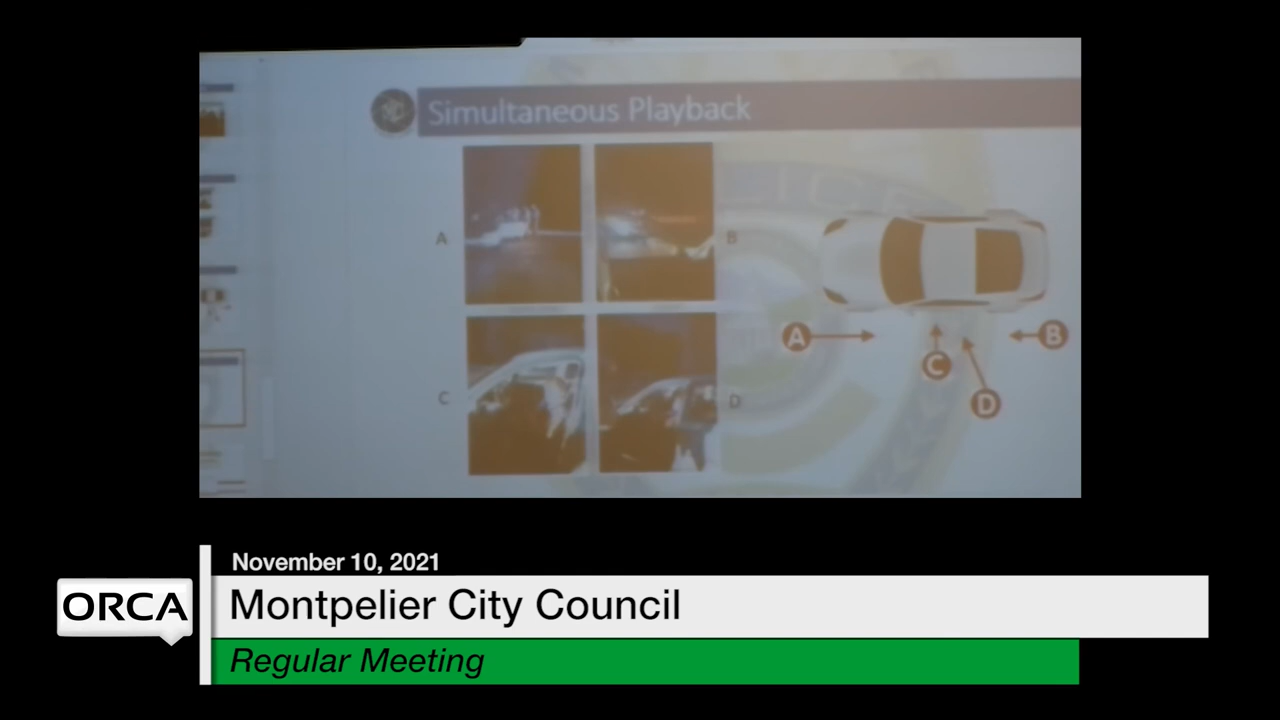 Simultaneous Playback
A
B
C
D
A
B
C
D
November 10, 2021
Montpelier City Council
ORCA
Regular Meeting